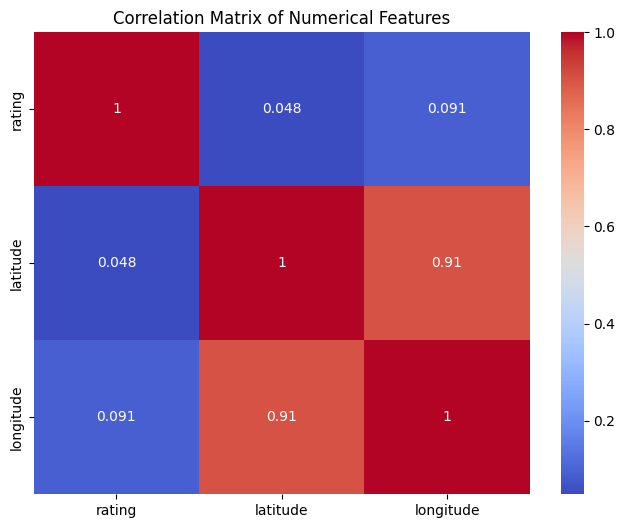 Correlation Matrix of Numerical Features
rating
latitude
longitude
1 0.048 0.091
0.048 1 0.91
0.091 0.91 1
rating latitude longitude
1.0
0.8
0.6
0.4
0.2